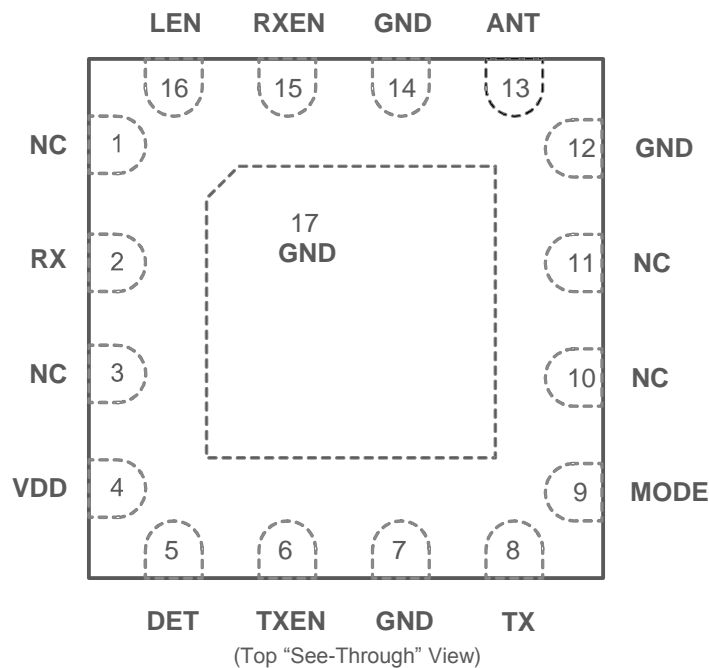 LEN RXEN GND ANT
16 15 14 13
NC 1 12 GND
17
GND
RX 2 11 NC
NC 3 10 NC
VDD 4 9 MODE
5 6 7 8
DET TXEN GND TX
(Top “See-Through” View)